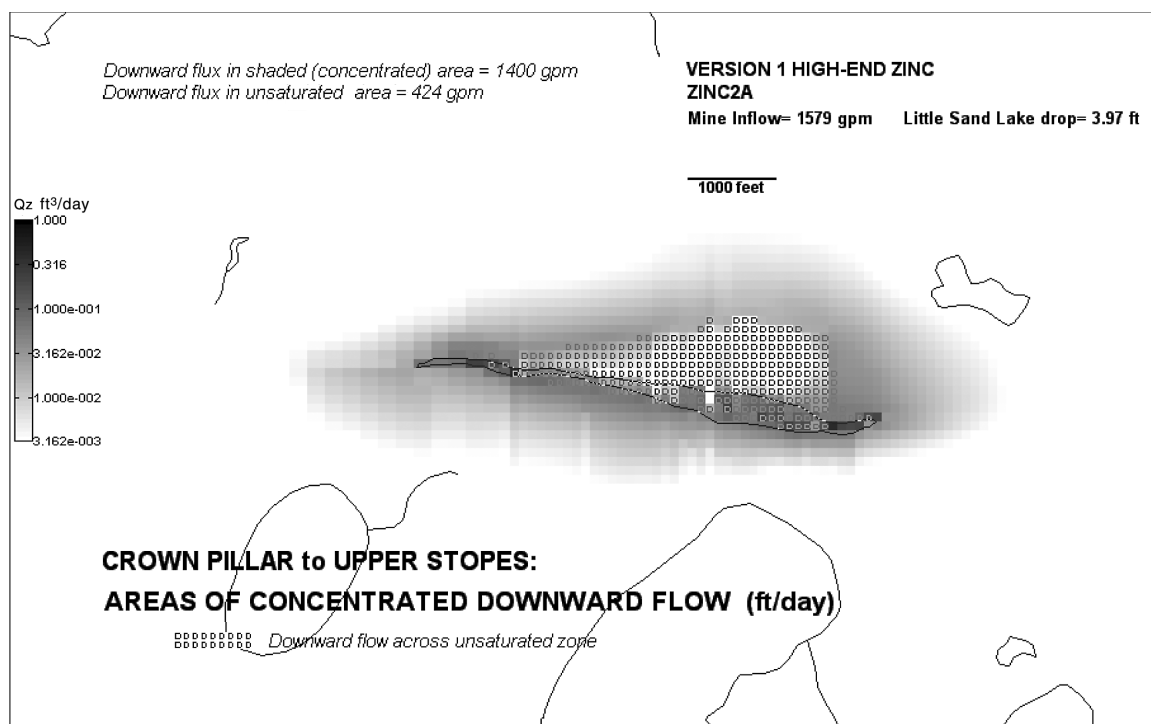 Downward flux in shaded (concentrated) area = 1400 gpm
Downward flux in unsaturated area = 424 gpm
VERSION 1 HIGH-END ZINC
ZINC2A
Mine Inflow= 1579 gpm Little Sand Lake drop= 3.97 ft
1000 feet
Qz ft³/day
1.000
0.316
1.000e-001
3.162e-002
1.000e-002
3.162e-003
CROWN PILLAR to UPPER STOPES:
AREAS OF CONCENTRATED DOWNWARD FLOW (ft/day)
Downward flow across unsaturated zone